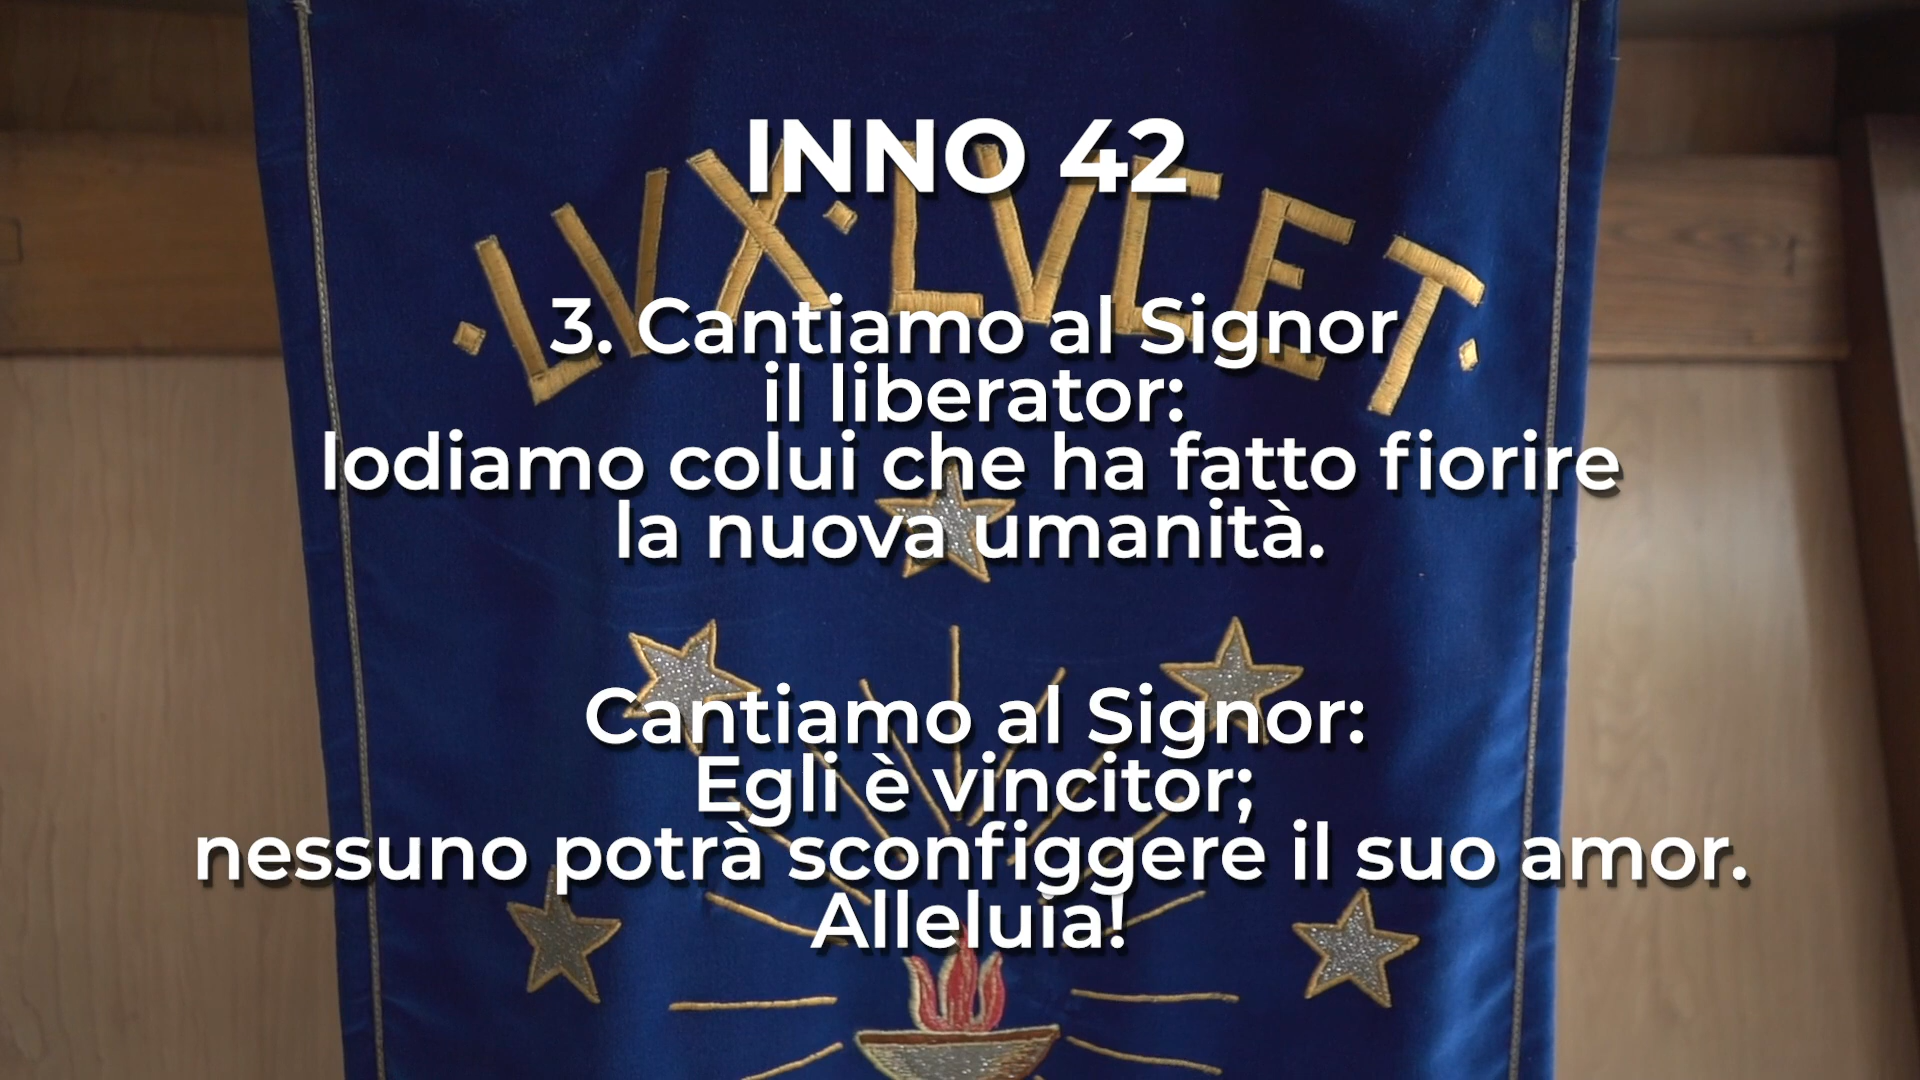 INNO 42
·LVX·LVCET·
3. Cantiamo al Signor
il liberator:
lodiamo colui che ha fatto fiorire
la nuova umanità.
Cantiamo al Signor:
Egli è vincitor;
nessuno potrà sconfiggere il suo amor.
Alleluia!